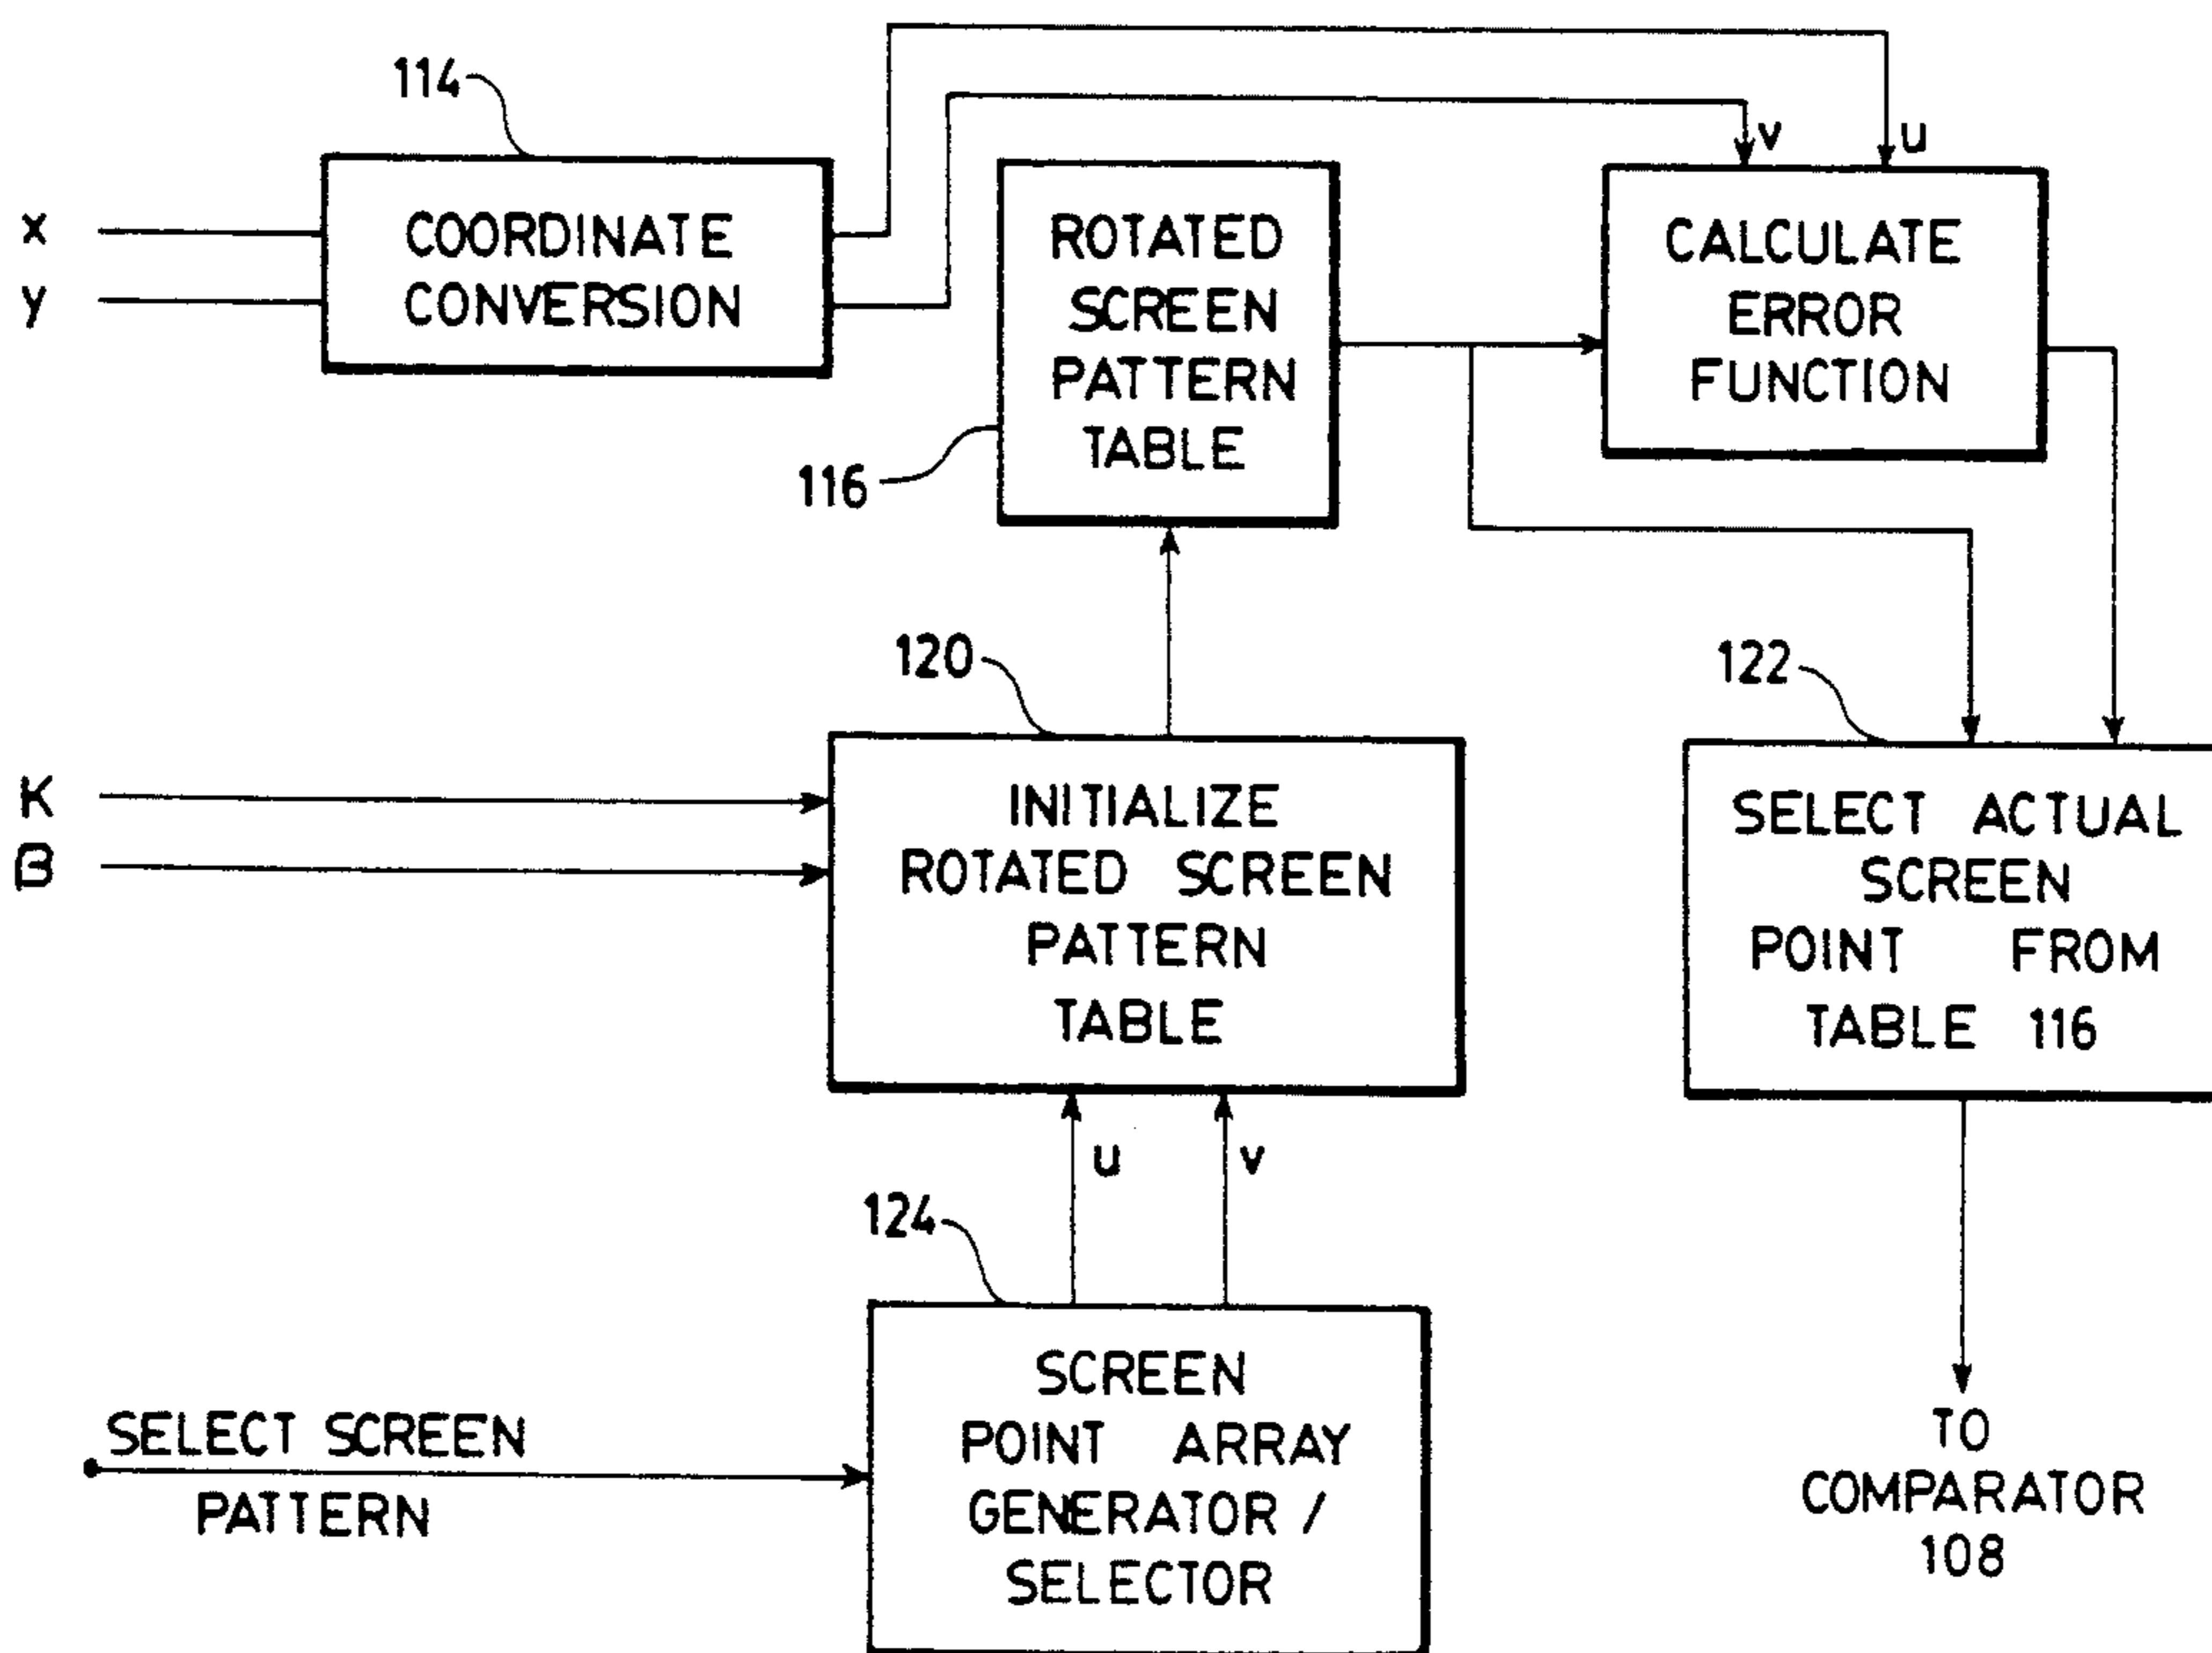 114
v
u
x
y
COORDINATE
CONVERSION
ROTATED
SCREEN
PATTERN
TABLE
116
CALCULATE
ERROR
FUNCTION
120
122
K
β
INITIALIZE
ROTATED SCREEN
PATTERN
TABLE
SELECT ACTUAL
SCREEN
POINT FROM
TABLE 116
u
v
124
SELECT SCREEN
PATTERN
SCREEN
POINT ARRAY
GENERATOR /
SELECTOR
TO
COMPARATOR
108